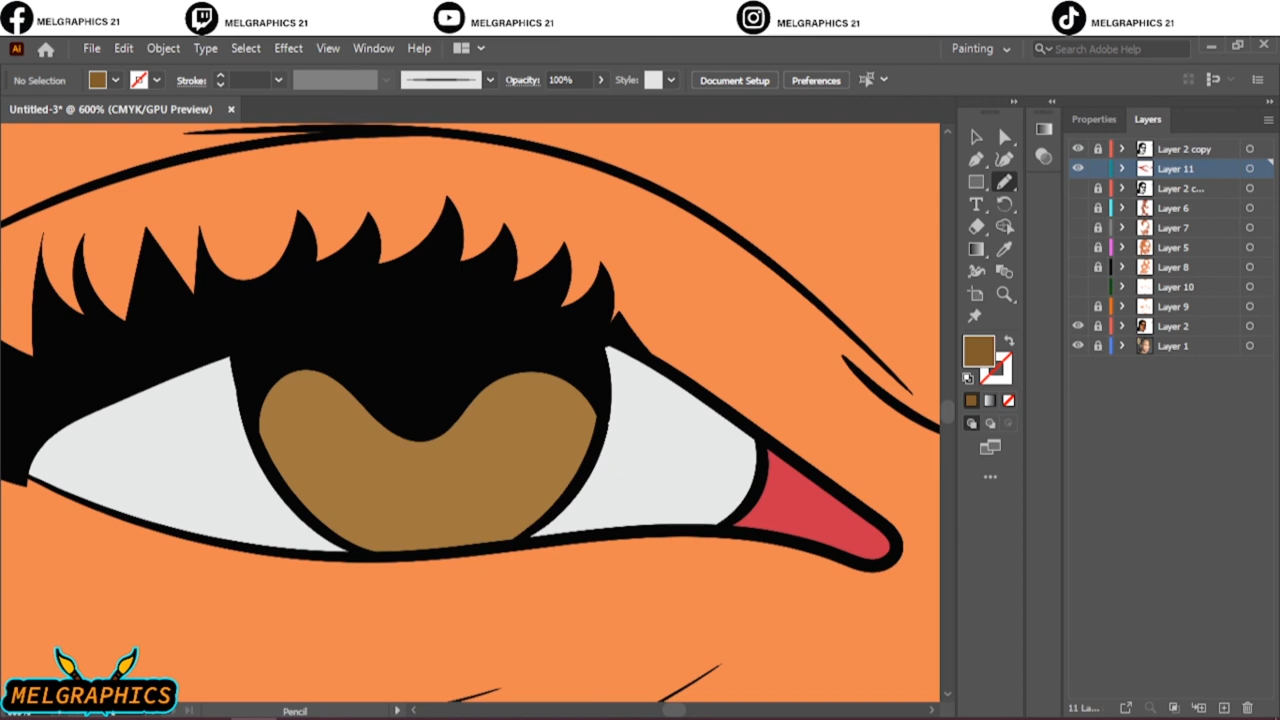 MELGRAPHICS 21 MELGRAPHICS 21 MELGRAPHICS 21 MELGRAPHICS 21 MELGRAPHICS 21
Ai File Edit Object Type Select Effect View Window Help Painting Search Adobe Help
No Selection Stroke: Opacity: 100% Style: Document Setup Preferences
Untitled-3* @ 600% (CMYK/GPU Preview)
Properties Layers
Layer 2 copy
Layer 11
Layer 2 c...
Layer 6
Layer 7
Layer 5
Layer 8
Layer 10
Layer 9
Layer 2
Layer 1
MELGRAPHICS
Pencil
11 La...